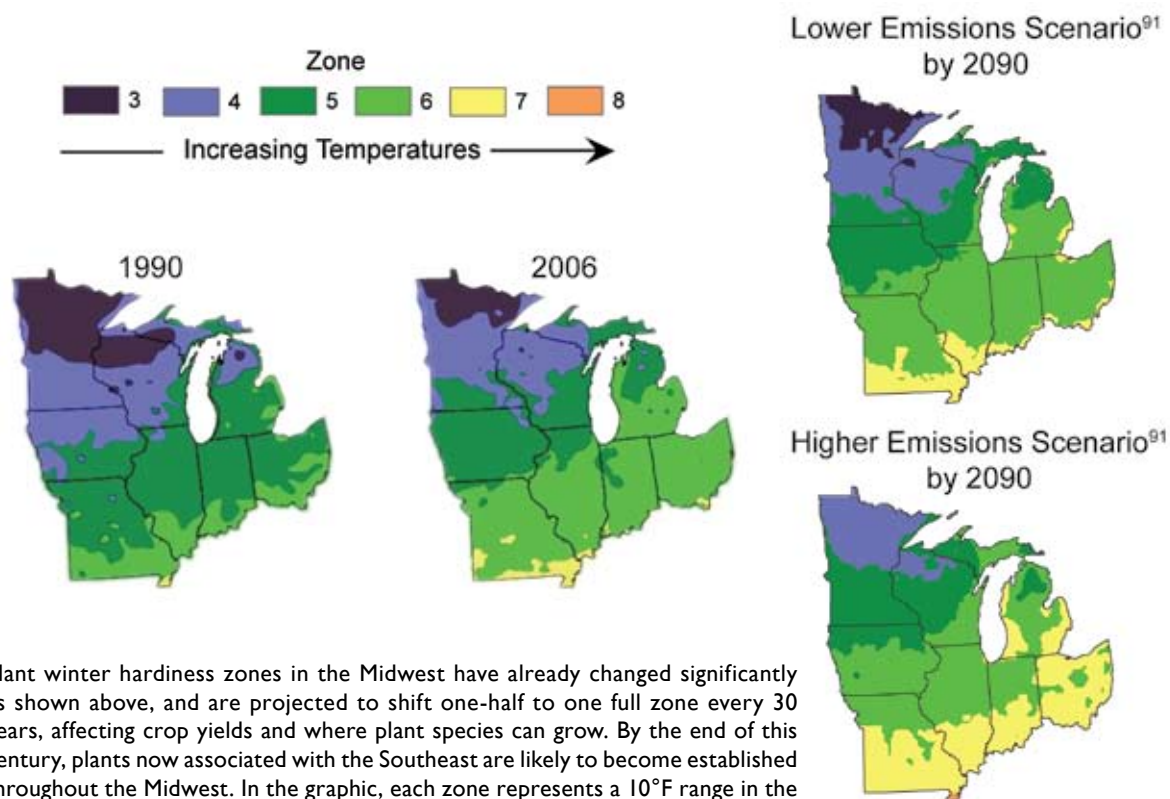 Zone
3 4 5 6 7 8
Increasing Temperatures
Lower Emissions Scenario91
by 2090
1990
2006
Higher Emissions Scenario91
by 2090
winter hardiness zones in the Midwest have already changed significantly
shown above, and are projected to shift one-half to one full zone every 30
affecting crop yields and where plant species can grow. By the end of this
plants now associated with the Southeast are likely to become established
the Midwest. In the graphic, each zone represents a 10°F range in the